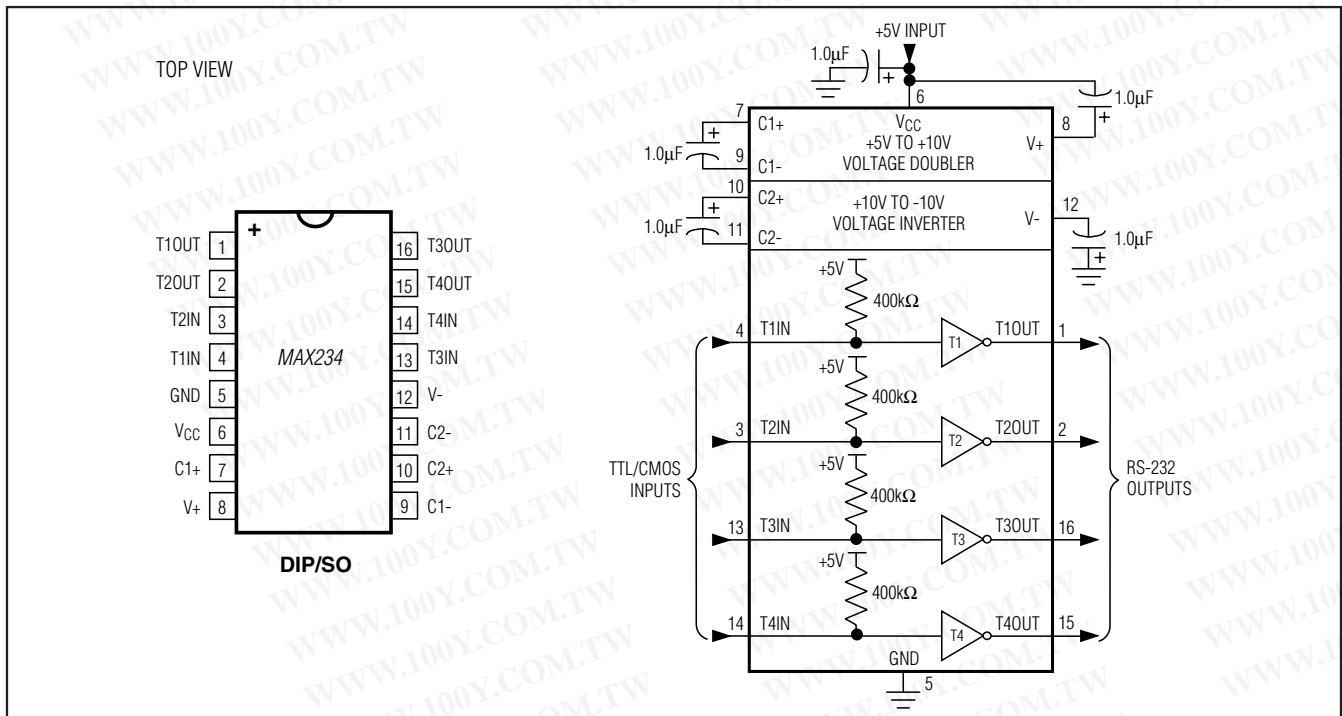 TOP VIEW
+
T1OUT 1
T2OUT 2
T2IN 3
T1IN 4
GND 5
VCC 6
C1+ 7
V+ 8
MAX234
16 T3OUT
15 T4OUT
14 T4IN
13 T3IN
12 V-
11 C2-
10 C2+
9 C1-
DIP/SO
+5V INPUT
1.0μF
+
6
1.0μF
+
7 C1+
1.0μF
+
9 C1-
VCC
+5V TO +10V
VOLTAGE DOUBLER
V+ 8
10 C2+
1.0μF
+
11 C2-
+10V TO -10V
VOLTAGE INVERTER
V- 12
1.0μF
+
+5V
400kΩ
4 T1IN T1 T1OUT 1
+5V
400kΩ
3 T2IN T2 T2OUT 2
+5V
400kΩ
13 T3IN T3 T3OUT 16
+5V
400kΩ
14 T4IN T4 T4OUT 15
TTL/CMOS
INPUTS
RS-232
OUTPUTS
GND
5
WWW.100Y.COM.TW